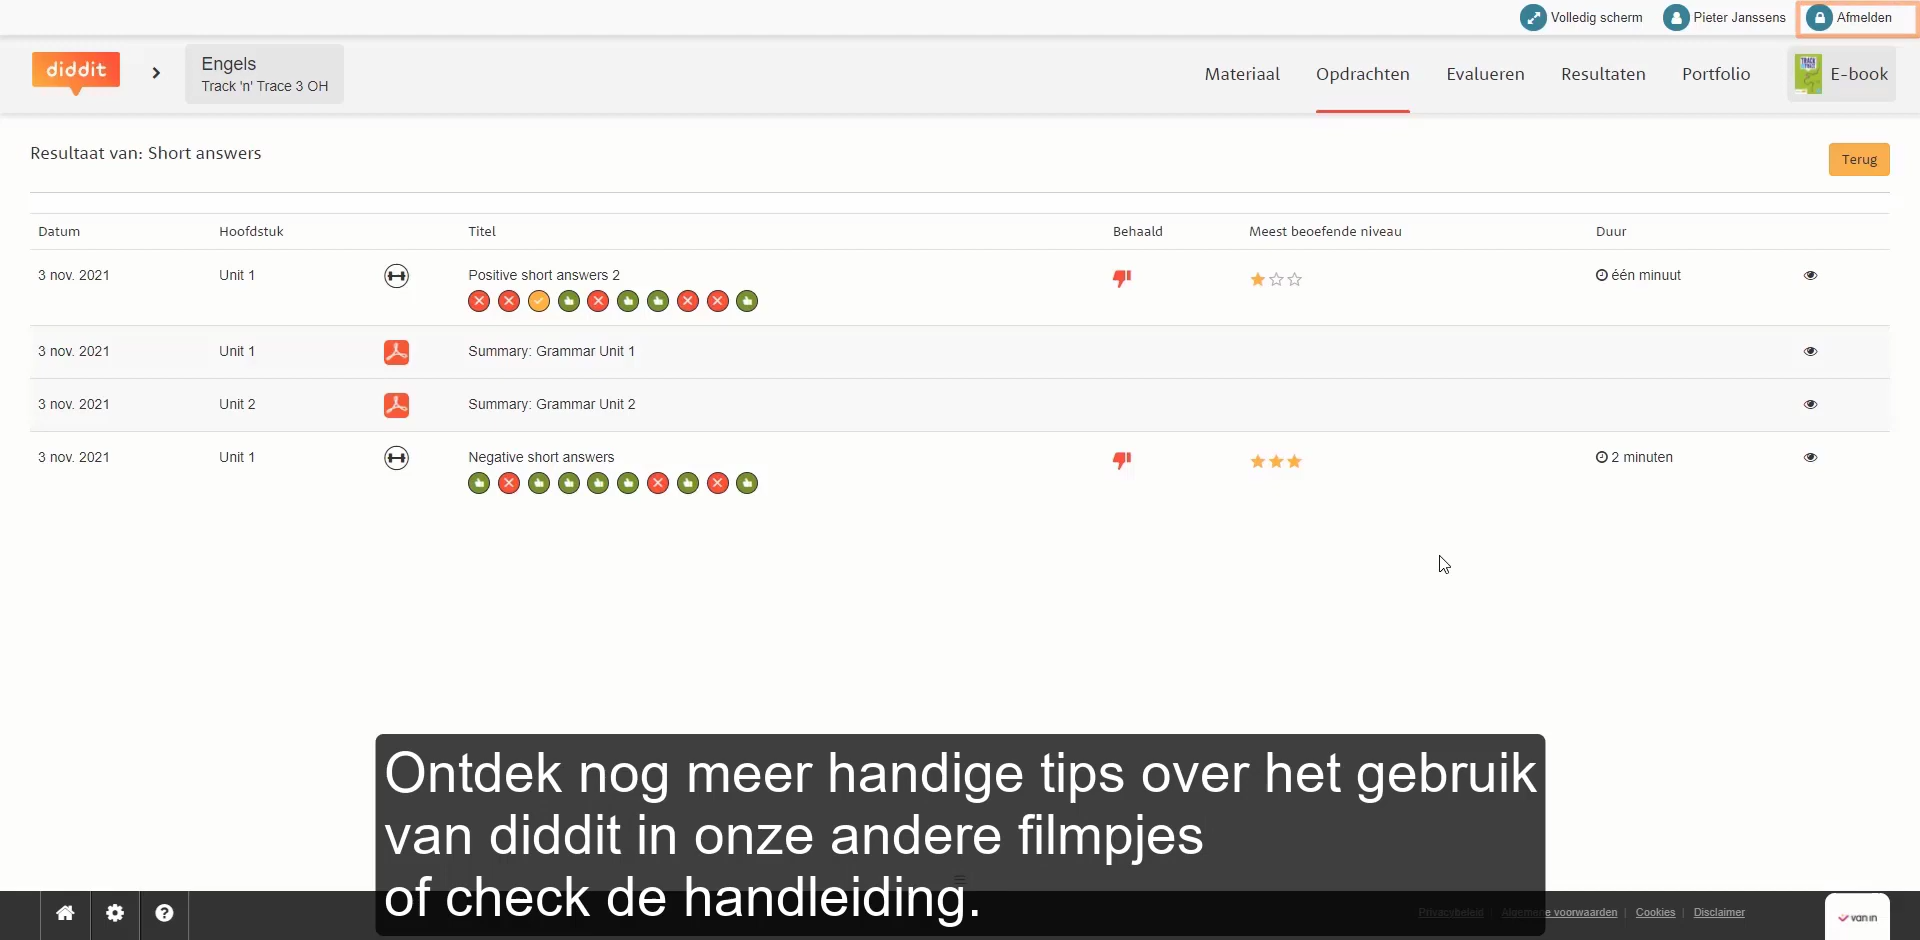 Volledig scherm
Pieter Janssens
Afmelden
diddit
Engels
Track 'n' Trace 3 OH
Materiaal
Opdrachten
Evalueren
Resultaten
Portfolio
E-book
Resultaat van: Short answers
Terug
Datum Hoofdstuk Titel Behaald Meest beoefende niveau Duur
3 nov. 2021 Unit 1 Positive short answers 2 één minuut
3 nov. 2021 Unit 1 Summary: Grammar Unit 1
3 nov. 2021 Unit 2 Summary: Grammar Unit 2
3 nov. 2021 Unit 1 Negative short answers 2 minuten
Ontdek nog meer handige tips over het gebruik
van diddit in onze andere filmpjes
of check de handleiding.
Privacybeleid | Algemene voorwaarden | Cookies | Disclaimer
van in